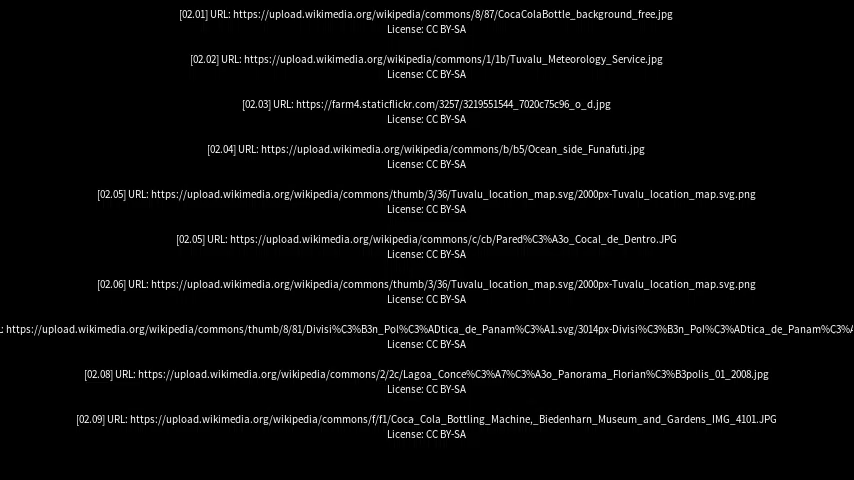 [02.01] URL: https://upload.wikimedia.org/wikipedia/commons/8/87/CocaColaBottle_background_free.jpg
License: CC BY-SA
[02.02] URL: https://upload.wikimedia.org/wikipedia/commons/1/1b/Tuvalu_Meteorology_Service.jpg
License: CC BY-SA
[02.03] URL: https://farm4.staticflickr.com/3257/3219551544_7020c75c96_o_d.jpg
License: CC BY-SA
[02.04] URL: https://upload.wikimedia.org/wikipedia/commons/b/b5/Ocean_side_Funafuti.jpg
License: CC BY-SA
[02.05] URL: https://upload.wikimedia.org/wikipedia/commons/thumb/3/36/Tuvalu_location_map.svg/2000px-Tuvalu_location_map.svg.png
License: CC BY-SA
[02.05] URL: https://upload.wikimedia.org/wikipedia/commons/c/cb/Pared%C3%A3o_Cocal_de_Dentro.JPG
License: CC BY-SA
[02.06] URL: https://upload.wikimedia.org/wikipedia/commons/thumb/3/36/Tuvalu_location_map.svg/2000px-Tuvalu_location_map.svg.png
License: CC BY-SA
: https://upload.wikimedia.org/wikipedia/commons/thumb/8/81/Divisi%C3%B3n_Pol%C3%ADtica_de_Panam%C3%A1.svg/3014px-Divisi%C3%B3n_Pol%C3%ADtica_de_Panam%C3%A
License: CC BY-SA
[02.08] URL: https://upload.wikimedia.org/wikipedia/commons/2/2c/Lagoa_Conce%C3%A7%C3%A3o_Panorama_Florian%C3%B3polis_01_2008.jpg
License: CC BY-SA
[02.09] URL: https://upload.wikimedia.org/wikipedia/commons/f/f1/Coca_Cola_Bottling_Machine,_Biedenharn_Museum_and_Gardens_IMG_4101.JPG
License: CC BY-SA